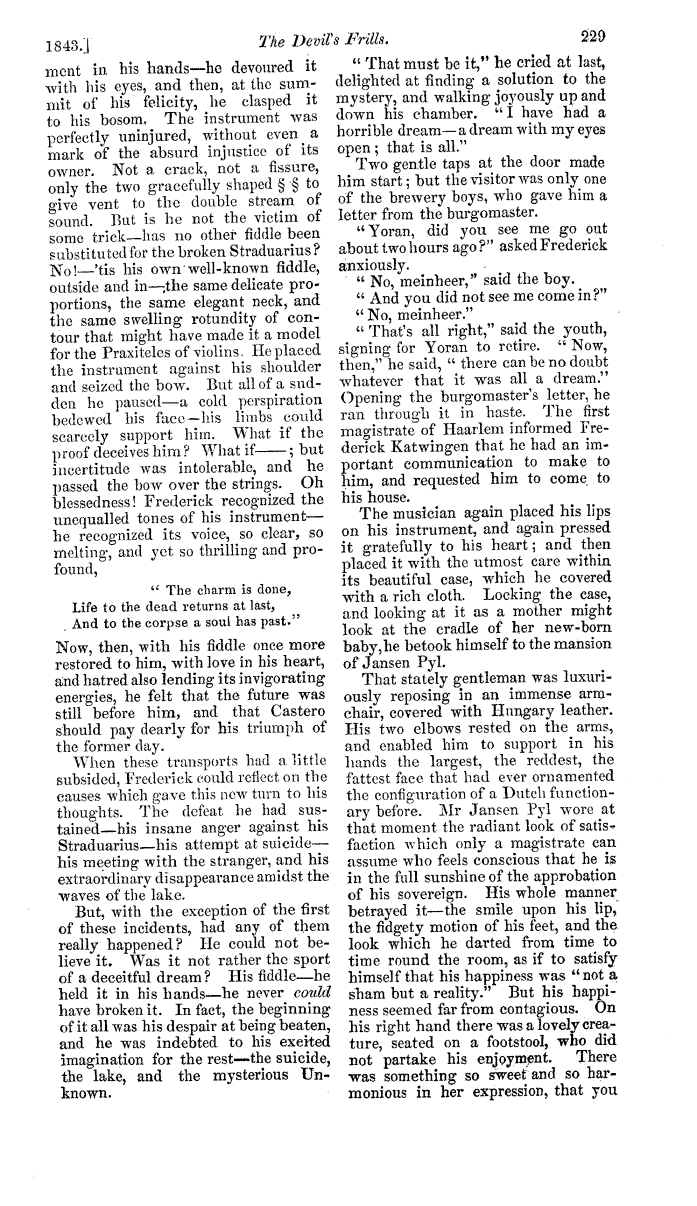 1843.]
The Devil's Frills.
229
ment in his hands—he devoured it
with his eyes, and then, at the sum-
mit of his felicity, he clasped it
to his bosom. The instrument was
perfectly uninjured, without even a
mark of the absurd injustice of its
owner. Not a crack, not a fissure,
only the two gracefully shaped § § to
give vent to the double stream of
sound. But is he not the victim of
some trick—has no other fiddle been
substituted for the broken Straduarius?
No!—'tis his own well-known fiddle,
outside and in—the same delicate pro-
portions, the same elegant neck, and
the same swelling rotundity of con-
tour that might have made it a model
for the Praxiteles of violins. He placed
the instrument against his shoulder
and seized the bow. But all of a sud-
den he paused—a cold perspiration
bedewed his face—his limbs could
scarcely support him. What if the
proof deceives him? What if——; but
incertitude was intolerable, and he
passed the bow over the strings. Oh
blessedness! Frederick recognized the
unequalled tones of his instrument—
he recognized its voice, so clear, so
melting, and yet so thrilling and pro-
found,
" The charm is done,
Life to the dead returns at last,
And to the corpse a soul has past."
Now, then, with his fiddle once more
restored to him, with love in his heart,
and hatred also lending its invigorating
energies, he felt that the future was
still before him, and that Castero
should pay dearly for his triumph of
the former day.
When these transports had a little
subsided, Frederick could reflect on the
causes which gave this new turn to his
thoughts. The defeat he had sus-
tained—his insane anger against his
Straduarius—his attempt at suicide—
his meeting with the stranger, and his
extraordinary disappearance amidst the
waves of the lake.
But, with the exception of the first
of these incidents, had any of them
really happened? He could not be-
lieve it. Was it not rather the sport
of a deceitful dream? His fiddle—he
held it in his hands—he never could
have broken it. In fact, the beginning
of it all was his despair at being beaten,
and he was indebted to his excited
imagination for the rest—the suicide,
the lake, and the mysterious Un-
known.
" That must be it," he cried at last,
delighted at finding a solution to the
mystery, and walking joyously up and
down his chamber. " I have had a
horrible dream—a dream with my eyes
open; that is all."
Two gentle taps at the door made
him start; but the visitor was only one
of the brewery boys, who gave him a
letter from the burgomaster.
" Yoran, did you see me go out
about two hours ago?" asked Frederick
anxiously.
" No, meinheer," said the boy.
" And you did not see me come in?"
" No, meinheer."
" That's all right," said the youth,
signing for Yoran to retire. " Now,
then," he said, " there can be no doubt
whatever that it was all a dream."
Opening the burgomaster's letter, he
ran through it in haste. The first
magistrate of Haarlem informed Fre-
derick Katwingen that he had an im-
portant communication to make to
him, and requested him to come to
his house.
The musician again placed his lips
on his instrument, and again pressed
it gratefully to his heart; and then
placed it with the utmost care within
its beautiful case, which he covered
with a rich cloth. Locking the case,
and looking at it as a mother might
look at the cradle of her new-born
baby, he betook himself to the mansion
of Jansen Pyl.
That stately gentleman was luxuri-
ously reposing in an immense arm-
chair, covered with Hungary leather.
His two elbows rested on the arms,
and enabled him to support in his
hands the largest, the reddest, the
fattest face that had ever ornamented
the configuration of a Dutch function-
ary before. Mr Jansen Pyl wore at
that moment the radiant look of satis-
faction which only a magistrate can
assume who feels conscious that he is
in the full sunshine of the approbation
of his sovereign. His whole manner
betrayed it—the smile upon his lip,
the fidgety motion of his feet, and the
look which he darted from time to
time round the room, as if to satisfy
himself that his happiness was "not a
sham but a reality." But his happi-
ness seemed far from contagious. On
his right hand there was a lovely crea-
ture, seated on a footstool, who did
not partake his enjoyment. There
was something so sweet and so har-
monious in her expression, that you